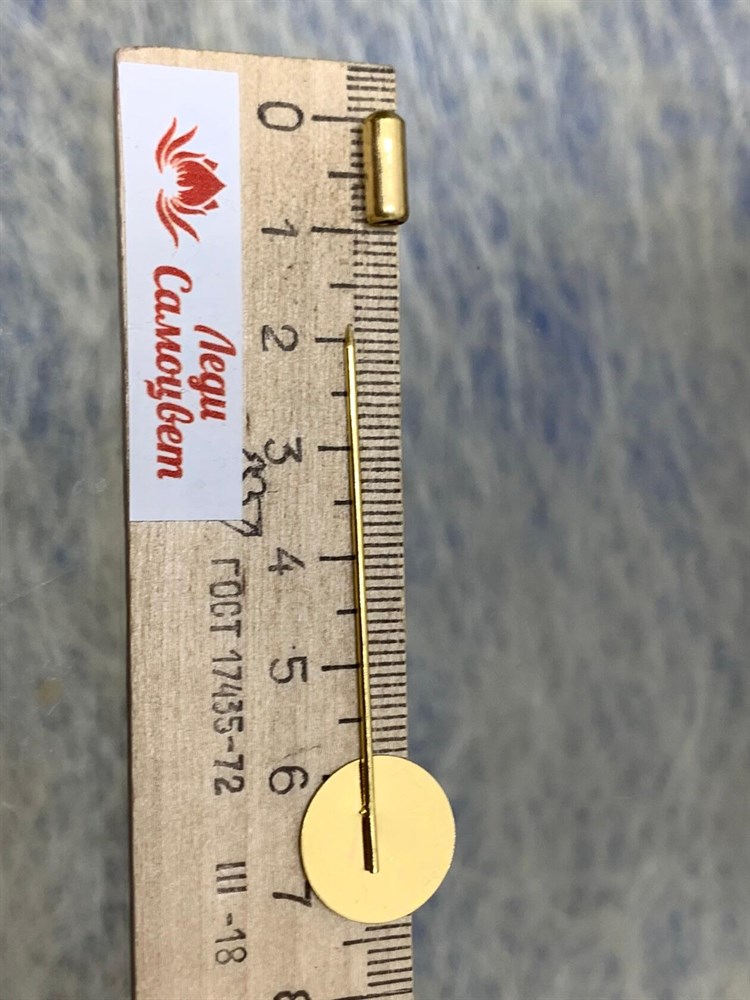 Леди
Самоцвет
0 1 2 3 4 5 6 7 8
ГОСТ 17435-72 III-18